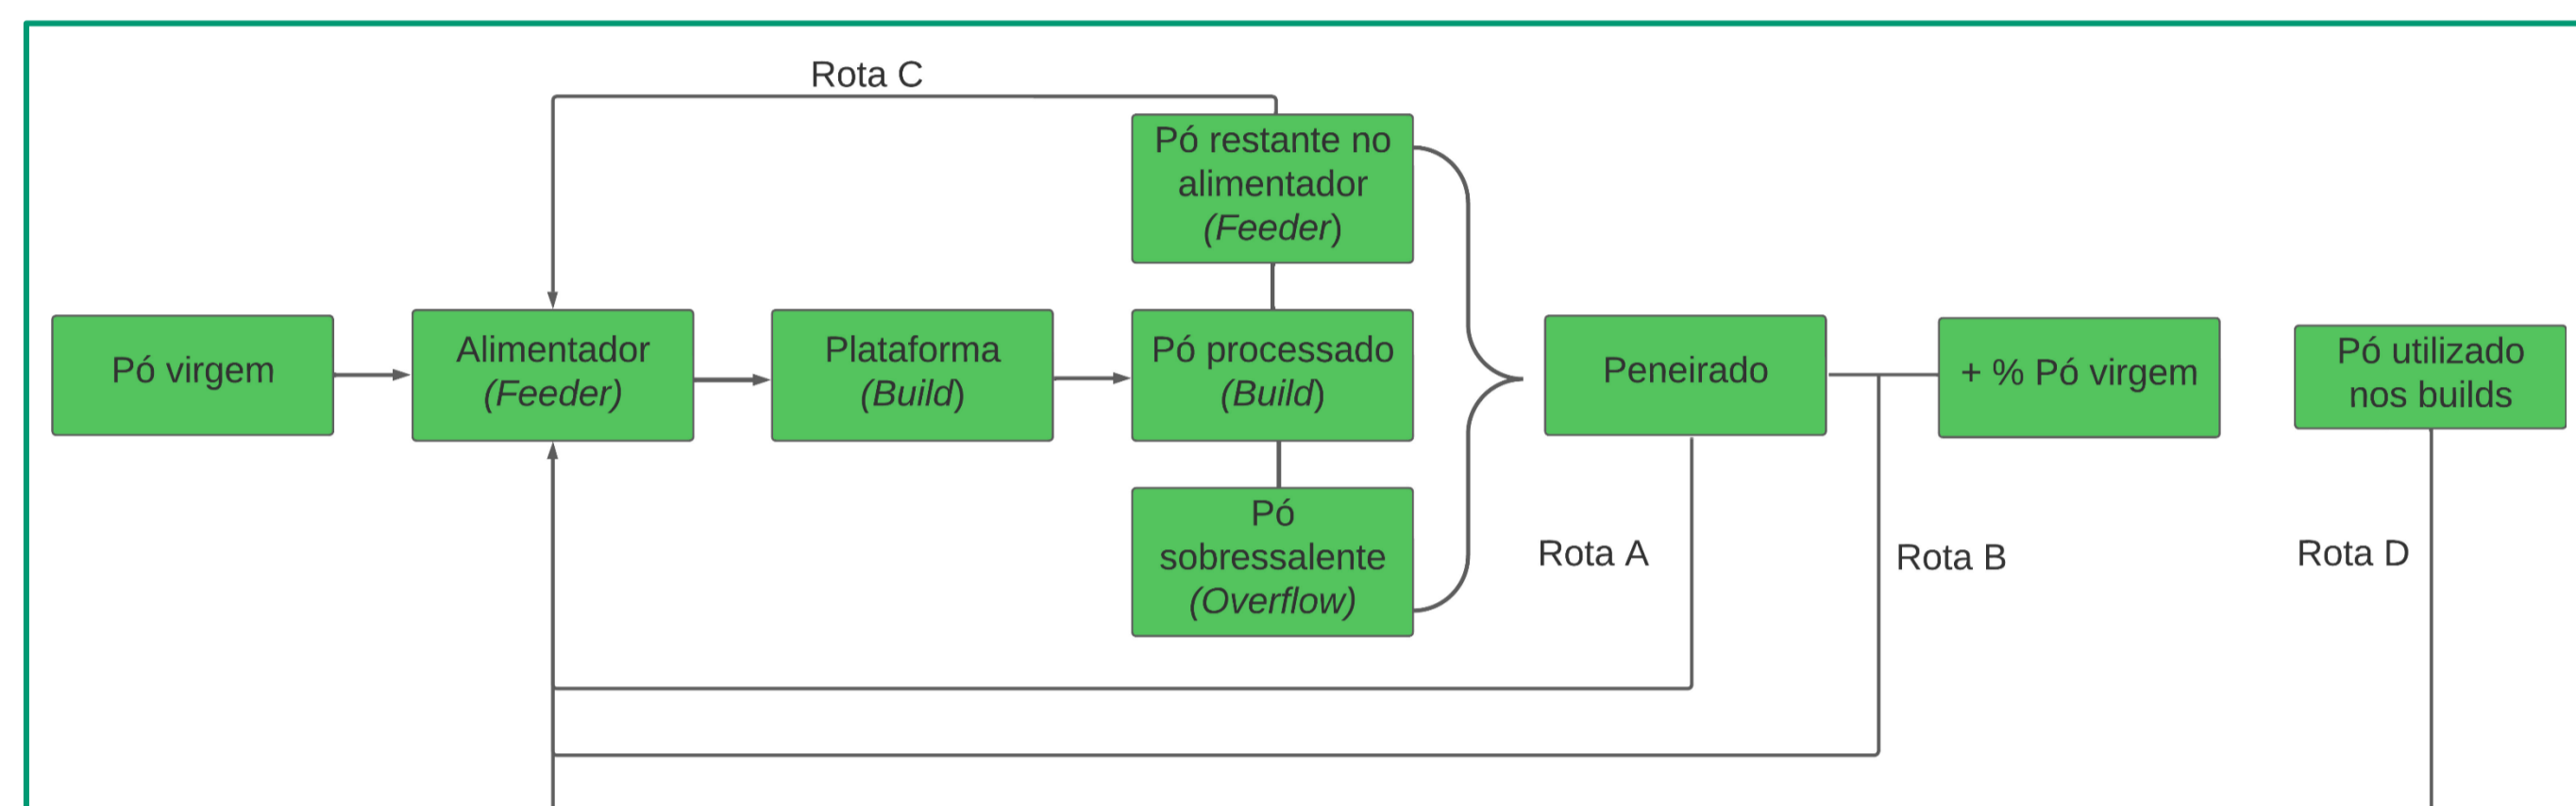 Rota C
Pó restante no
alimentador
(Feeder)
Pó virgem
Alimentador
(Feeder)
Plataforma
(Build)
Pó processado
(Build)
Peneirado
+ % Pó virgem
Pó utilizado
nos builds
Pó
sobressalente
(Overflow)
Rota A
Rota B
Rota D